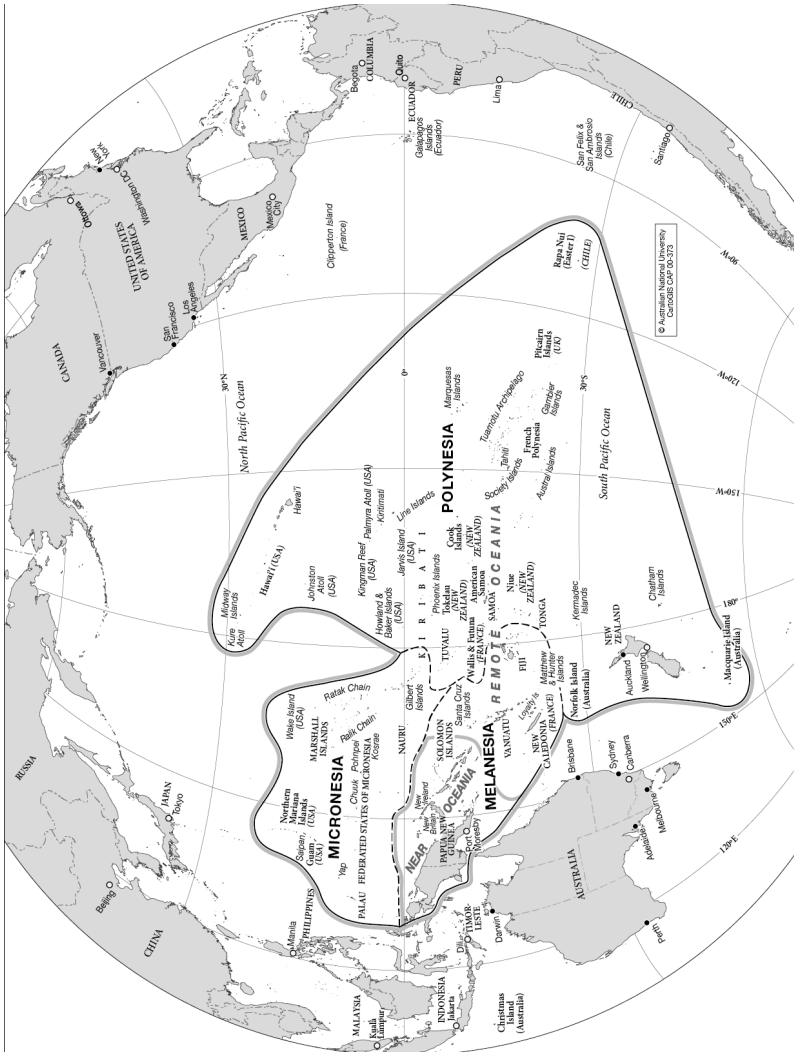 RUSSIA
CANADA
Ottawa
New
York
Washington DC
UNITED STATES
OF AMERICA
Vancouver
San
Francisco
Los
Angeles
MEXICO
Mexico
City
Begota
COLUMBIA
Quito
ECUADOR
PERU
Lima
CHILE
Santiago
Galapagos
Islands
(Ecuador)
San Felix &
San Ambrosio
Islands
(Chile)
Clipperton Island
(France)
Beijing
CHINA
JAPAN
Tokyo
Manila
PHILIPPINES
MALAYSIA
Kuala
Lumpur
INDONESIA
Jakarta
Christmas
Island
(Australia)
Dili
TIMOR-
LESTE
Darwin
AUSTRALIA
Perth
Adelaide
Melbourne
Canberra
Sydney
Brisbane
North Pacific Ocean
South Pacific Ocean
30°N
0°
30°S
120°E
150°E
180°
150°W
120°W
90°W
MICRONESIA
Northern
Mariana
Islands
(USA)
Saipan
Guam
(USA)
Yap
PALAU
FEDERATED STATES OF MICRONESIA
Chuuk
Pohnpei
Kosrae
Wake Island
(USA)
MARSHALL
ISLANDS
Ratak Chain
Ralik Chain
NAURU
Gilbert
Islands
KIRIBATI
MELANESIA
NEAR OCEANIA
PAPUA NEW
GUINEA
New
Britain
New
Ireland
Port
Moresby
SOLOMON
ISLANDS
Santa Cruz
Islands
VANUATU
NEW
CALEDONIA
(FRANCE)
Loyalty Is
FIJI
Matthew
& Hunter
Islands
REMOTE OCEANIA
POLYNESIA
Midway
Islands
Kure
Atoll
Hawai'i (USA)
Hawai'i
Johnston
Atoll
(USA)
Kingman Reef
(USA)
Palmyra Atoll (USA)
Kiritimati
Howland &
Baker Islands
(USA)
Jarvis Island
(USA)
Line Islands
Phoenix Islands
TUVALU
Tokelau
(NEW
ZEALAND)
Wallis & Futuna
(FRANCE)
SAMOA
American
Samoa
Cook
Islands
(NEW
ZEALAND)
Niue
(NEW
ZEALAND)
TONGA
Marquesas
Islands
Tuamotu Archipelago
Society Islands
Tahiti
French
Polynesia
Gambier
Islands
Austral Islands
Pitcairn
Islands
(UK)
Rapa Nui
(Easter I)
(CHILE)
Kermadec
Islands
Norfolk Island
(Australia)
NEW
ZEALAND
Auckland
Wellington
Chatham
Islands
Macquarie Island
(Australia)
© Australian National University
CartoGIS CAP 00-373